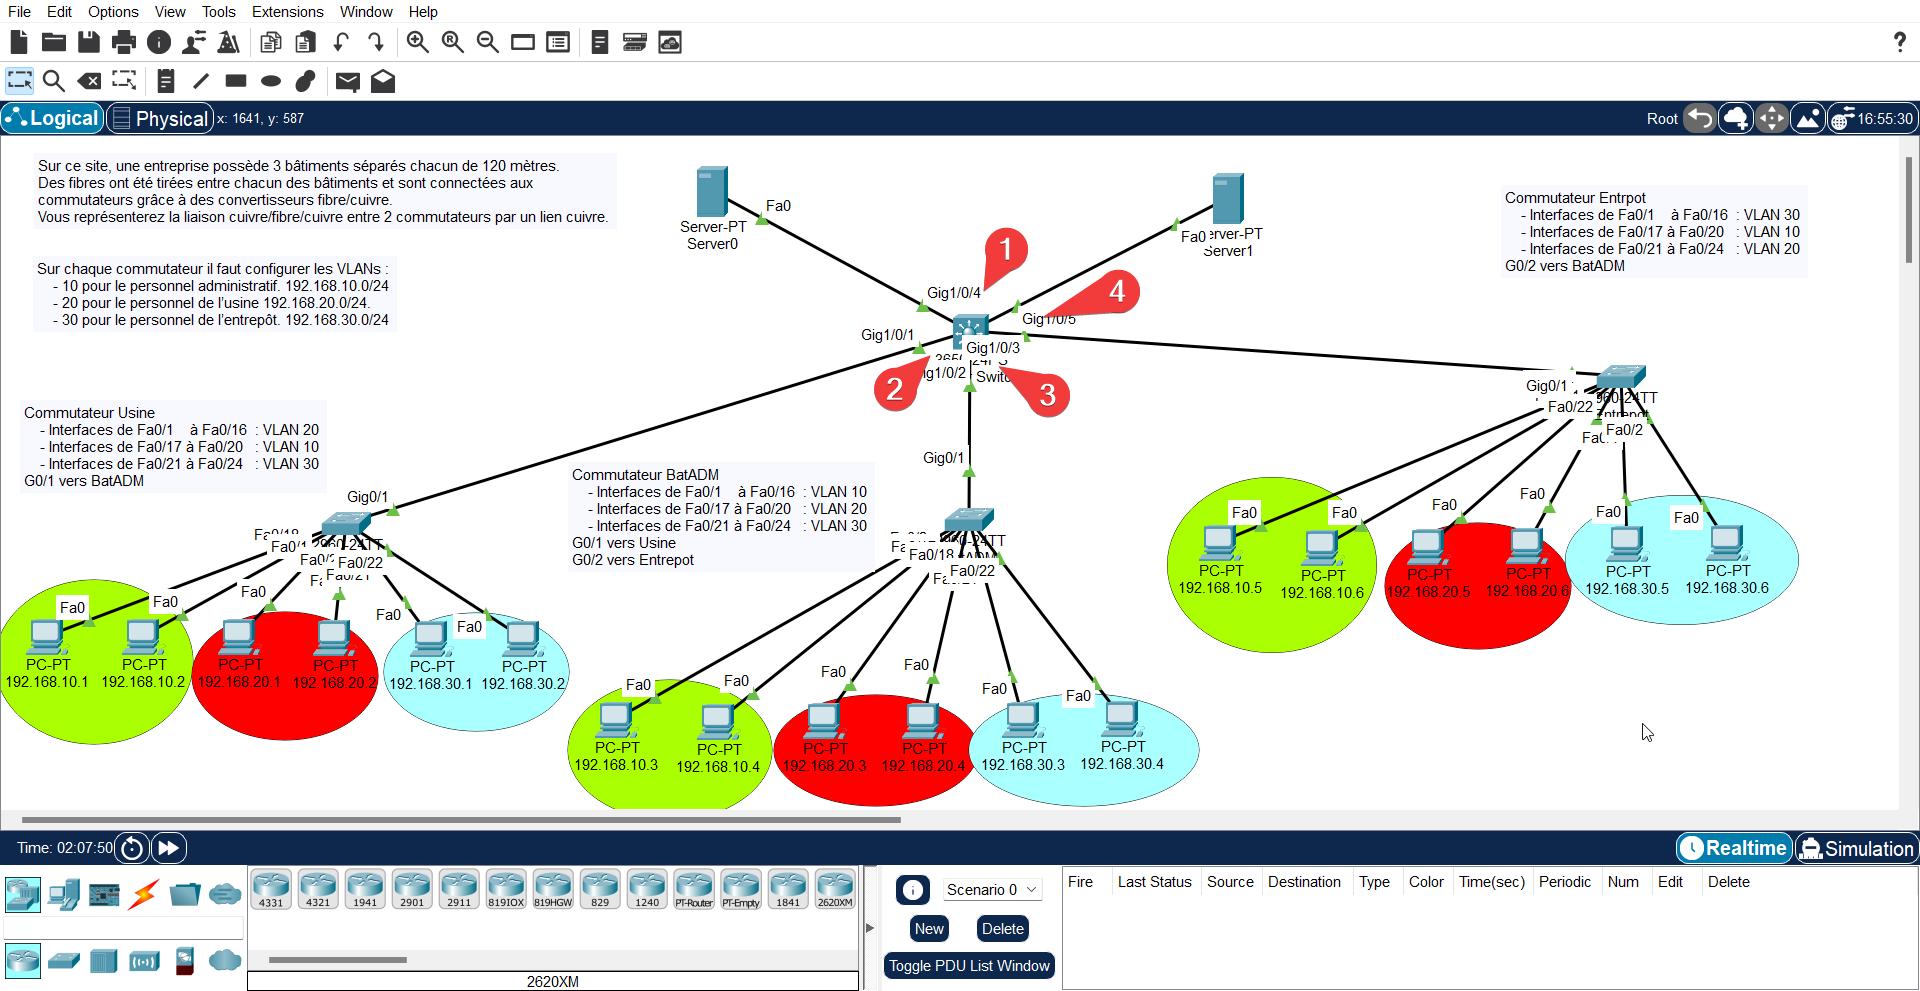 File Edit Options View Tools Extensions Window Help
Logical Physical x: 1641, y: 587 Root 16:55:30
Sur ce site, une entreprise possède 3 bâtiments séparés chacun de 120 mètres.
Des fibres ont été tirées entre chacun des bâtiments et sont connectées aux
commutateurs grâce à des convertisseurs fibre/cuivre.
Vous représenterez la liaison cuivre/fibre/cuivre entre 2 commutateurs par un lien cuivre.
Sur chaque commutateur il faut configurer les VLANs :
- 10 pour le personnel administratif. 192.168.10.0/24
- 20 pour le personnel de l'usine 192.168.20.0/24.
- 30 pour le personnel de l'entrepôt. 192.168.30.0/24
Fa0
Server-PT
Server0
Fa0
Server1
1
4
Gig1/0/4
Gig1/0/5
Gig1/0/1
Gig1/0/3
2
3
Commutateur Entrpot
- Interfaces de Fa0/1 à Fa0/16 : VLAN 30
- Interfaces de Fa0/17 à Fa0/20 : VLAN 10
- Interfaces de Fa0/21 à Fa0/24 : VLAN 20
G0/2 vers BatADM
Commutateur Usine
- Interfaces de Fa0/1 à Fa0/16 : VLAN 20
- Interfaces de Fa0/17 à Fa0/20 : VLAN 10
- Interfaces de Fa0/21 à Fa0/24 : VLAN 30
G0/1 vers BatADM
Gig0/1
Fa0/22
Commutateur BatADM
- Interfaces de Fa0/1 à Fa0/16 : VLAN 10
- Interfaces de Fa0/17 à Fa0/20 : VLAN 20
- Interfaces de Fa0/21 à Fa0/24 : VLAN 30
G0/1 vers Usine
G0/2 vers Entrepot
Gig0/1
Fa0/18
Fa0/22
Gig0/1
Fa0/22
Fa0/2
Fa0 Fa0 Fa0 Fa0 Fa0
PC-PT PC-PT PC-PT PC-PT PC-PT PC-PT
192.168.10.1 192.168.10.2 192.168.20.1 192.168.20.2 192.168.30.1 192.168.30.2
Fa0 Fa0 Fa0 Fa0 Fa0 Fa0
PC-PT PC-PT PC-PT PC-PT PC-PT PC-PT
192.168.10.3 192.168.10.4 192.168.20.3 192.168.20.4 192.168.30.3 192.168.30.4
Fa0 Fa0 Fa0 Fa0 Fa0 Fa0
PC-PT PC-PT PC-PT PC-PT PC-PT PC-PT
192.168.10.5 192.168.10.6 192.168.20.5 192.168.20.6 192.168.30.5 192.168.30.6
Time: 02:07:50 Realtime Simulation
4331 4321 1941 2901 2911 819IOX 819HGW 829 1240 PT-Router PT-Empty 1841 2620XM
2620XM
Scenario 0
New Delete
Toggle PDU List Window
Fire Last Status Source Destination Type Color Time(sec) Periodic Num Edit Delete